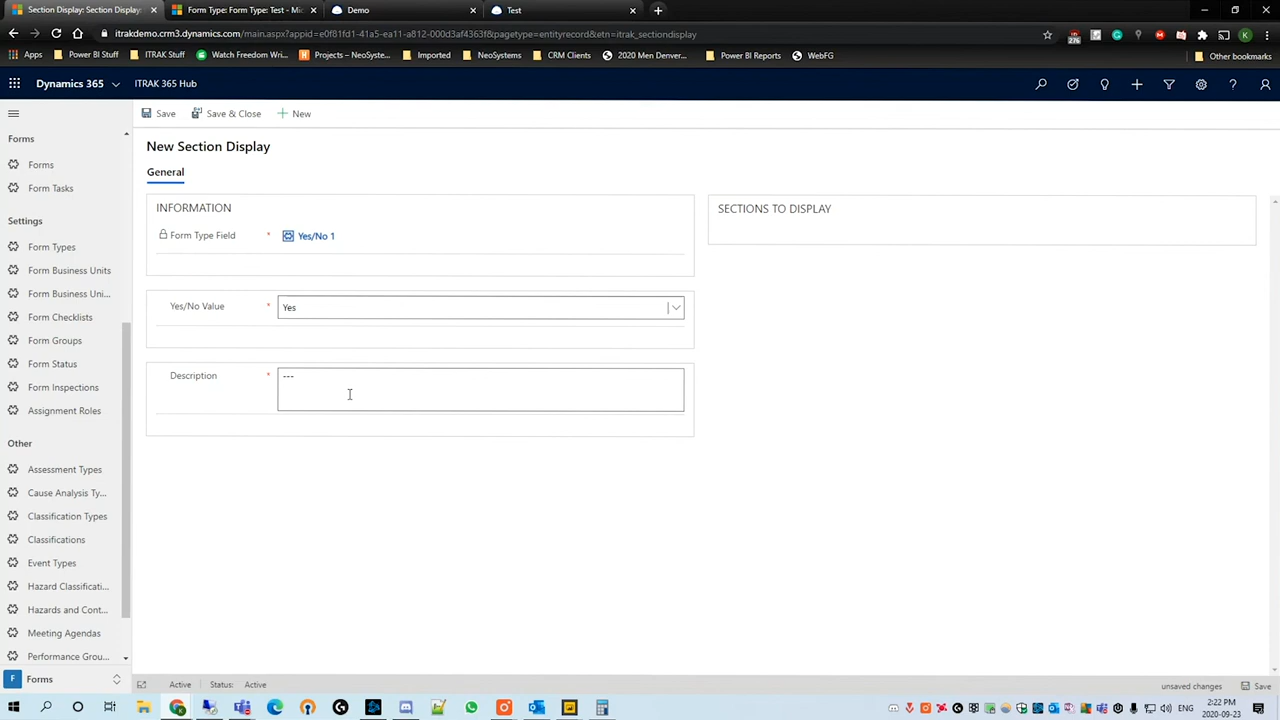 Section Display: Section Display:
Form Type: Form Type: Test - Mic
Demo
Test
itrakdemo.crm3.dynamics.com/main.aspx?appid=e0f81fd1-41a5-ea11-a812-000d3af4363f&pagetype=entityrecord&etn=itrak_sectiondisplay
Apps
Power BI Stuff
ITRAK Stuff
Watch Freedom Wri...
Projects – NeoSyste...
Imported
NeoSystems
CRM Clients
2020 Men Denver...
Power BI Reports
WebFG
Other bookmarks
Dynamics 365
ITRAK 365 Hub
Save
Save & Close
New
Forms
Forms
Form Tasks
Settings
Form Types
Form Business Units
Form Business Uni...
Form Checklists
Form Groups
Form Status
Form Inspections
Assignment Roles
Other
Assessment Types
Cause Analysis Ty...
Classification Types
Classifications
Event Types
Hazard Classificati...
Hazards and Cont...
Meeting Agendas
Performance Grou...
F Forms
New Section Display
General
INFORMATION
Form Type Field * Yes/No 1
Yes/No Value * Yes
Description * ---
SECTIONS TO DISPLAY
Active
Status: Active
unsaved changes
Save
ENG
2:22 PM
2020-09-23